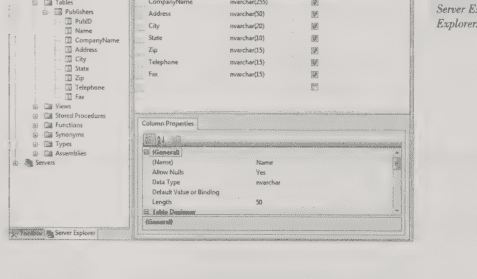 Tables
Publishers
PubID
Name
CompanyName
Address
City
State
Zip
Telephone
Fax
Views
Stored Procedures
Functions
Synonyms
Types
Assemblies
Servers
Toolbox Server Explorer
CompanyName nvarchar(255)
Address nvarchar(50)
City nvarchar(20)
State nvarchar(10)
Zip nvarchar(15)
Telephone nvarchar(15)
Fax nvarchar(15)
Column Properties
(General)
(Name) Name
Allow Nulls Yes
Data Type nvarchar
Default Value or Binding
Length 50
Table Designer
(General)
Server
Explorer.